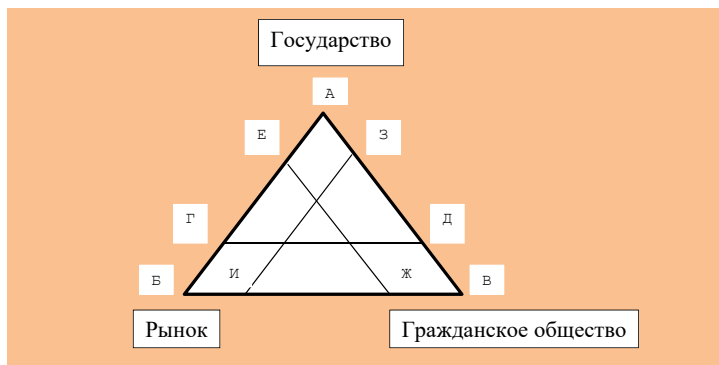 Государство
А
Е З
Г Д
Б И Ж В
Рынок Гражданское общество